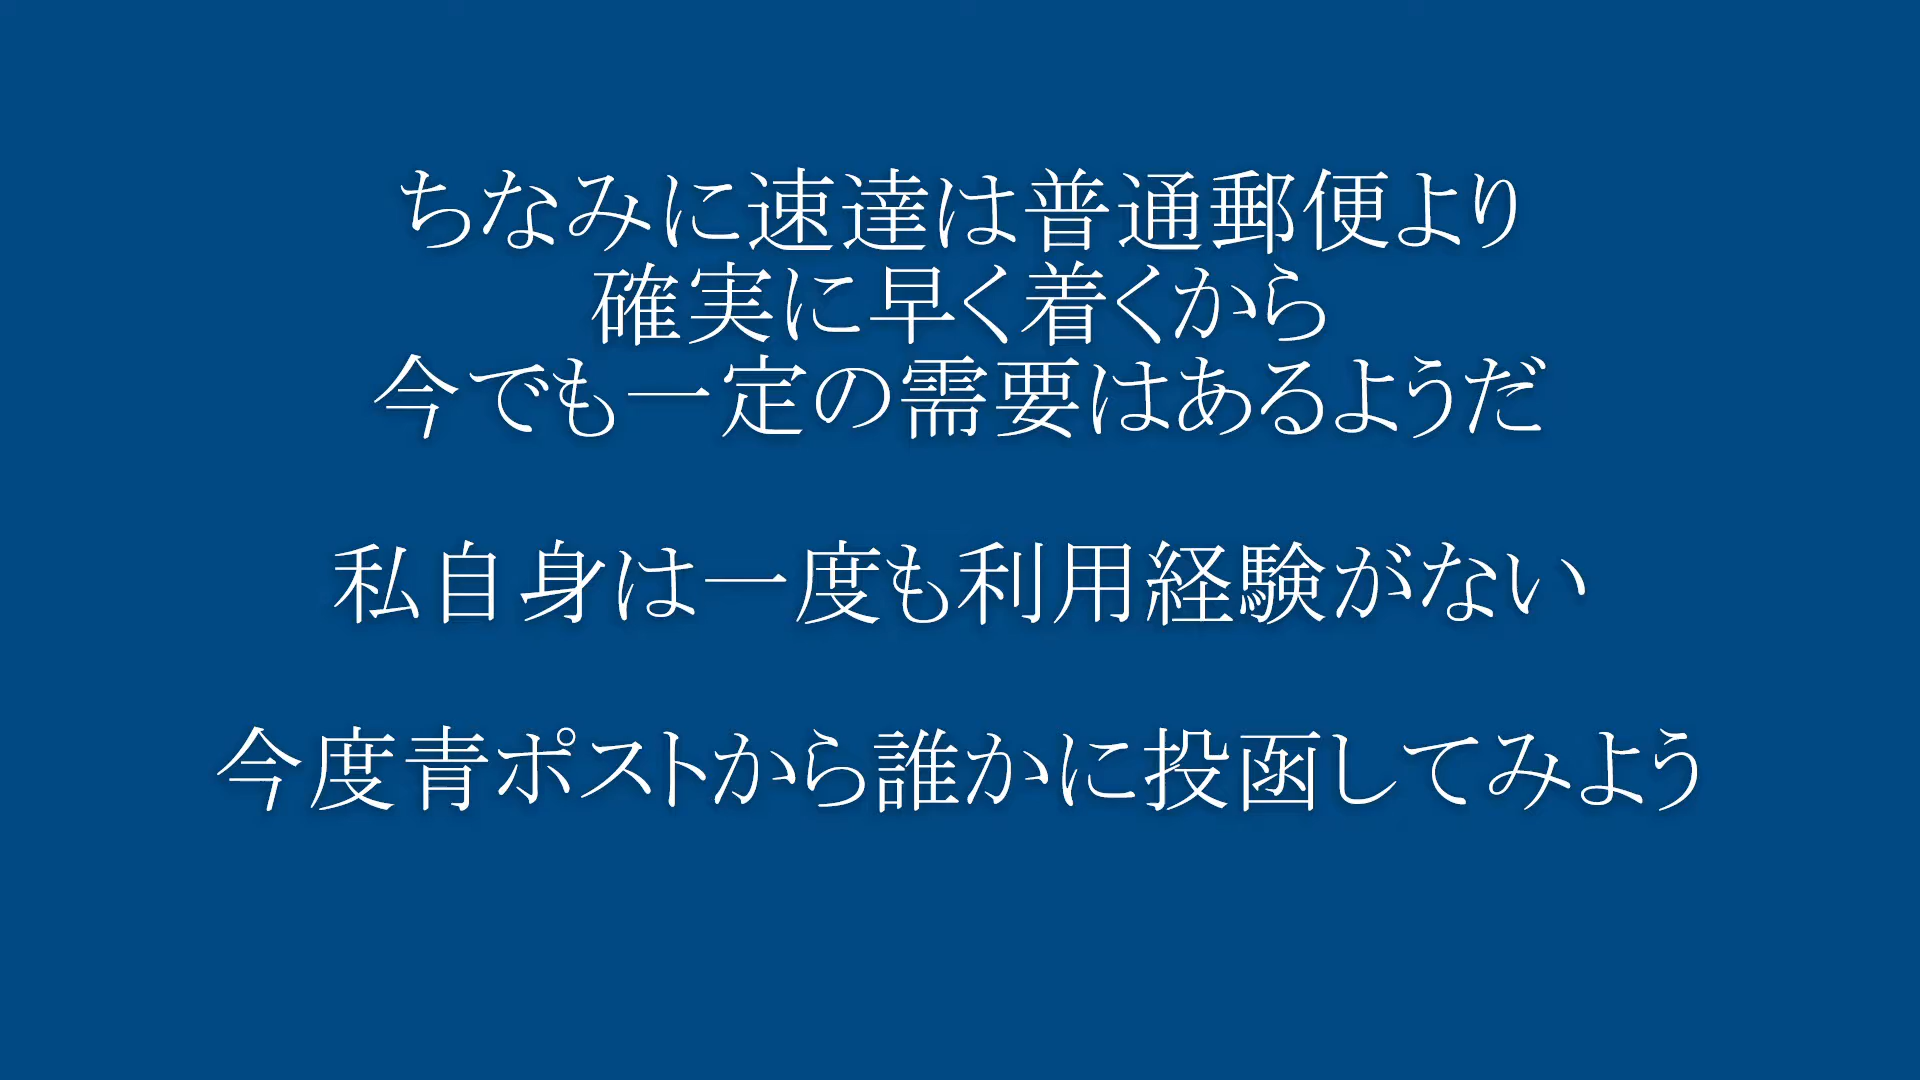 ちなみに速達は普通郵便より
確実に早く着くから
今でも一定の需要はあるようだ
私自身は一度も利用経験がない
今度青ポストから誰かに投函してみよう